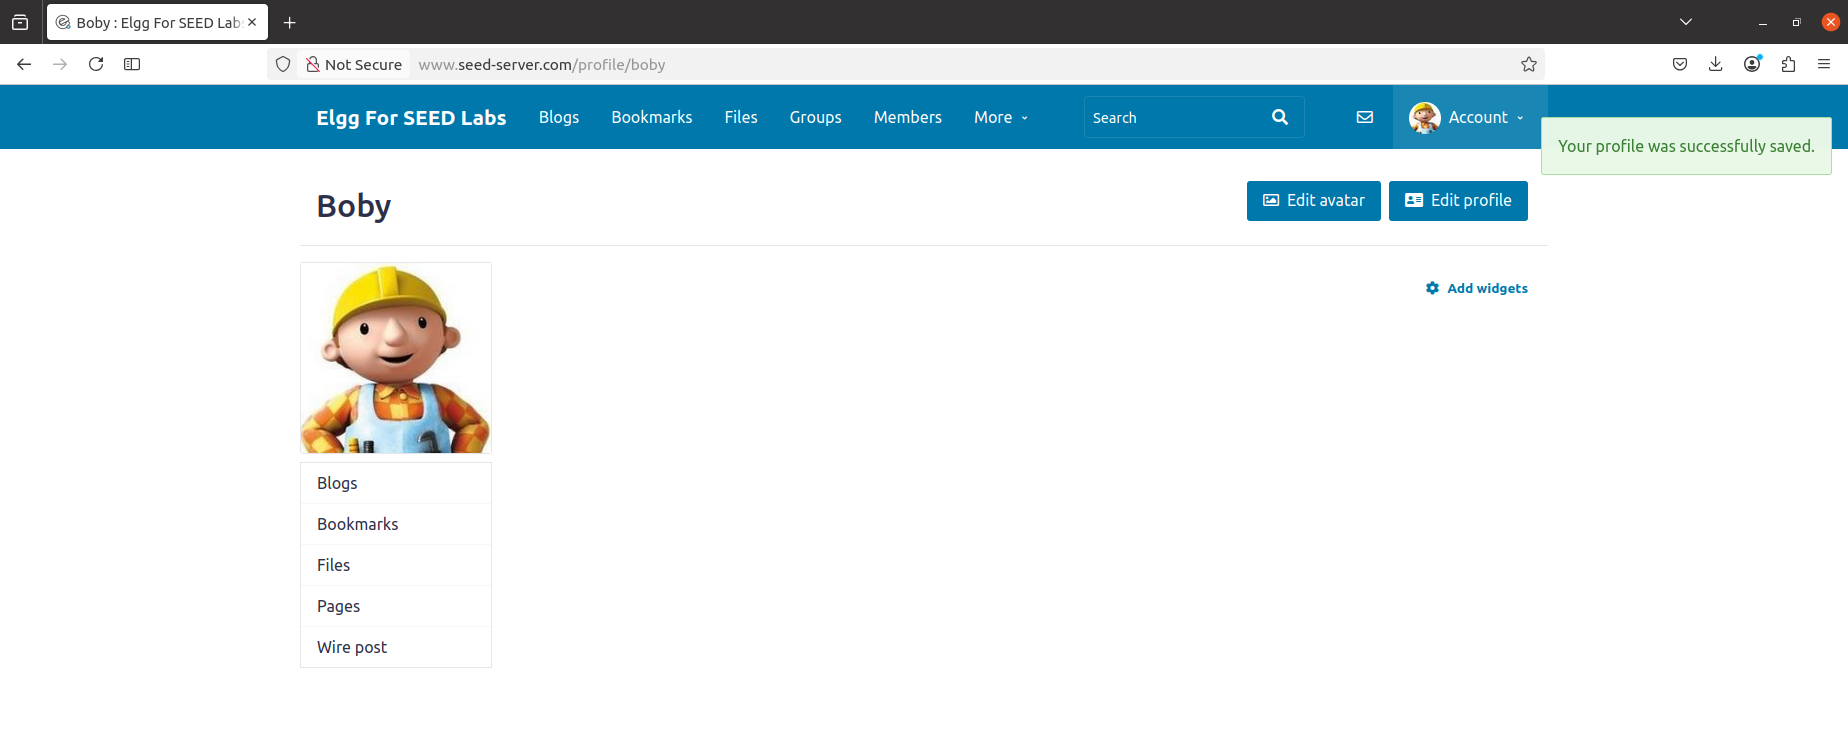 Boby : Elgg For SEED Lab
Not Secure www.seed-server.com/profile/boby
Elgg For SEED Labs Blogs Bookmarks Files Groups Members More Search Account
Your profile was successfully saved.
Boby
Edit avatar Edit profile
Add widgets
Blogs
Bookmarks
Files
Pages
Wire post